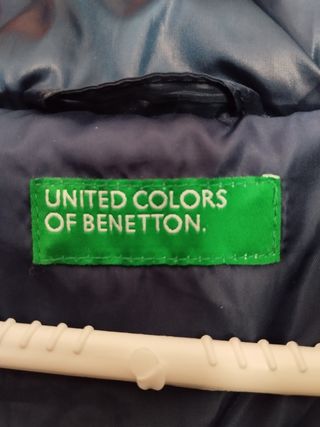 UNITED COLORS
OF BENETTON.